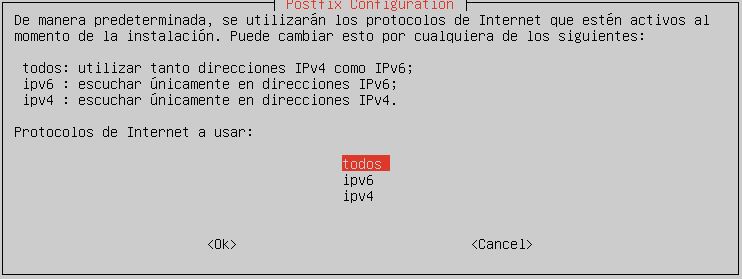 Postfix Configuration
De manera predeterminada, se utilizarán los protocolos de Internet que estén activos al
momento de la instalación. Puede cambiar esto por cualquiera de los siguientes:
todos: utilizar tanto direcciones IPv4 como IPv6;
ipv6 : escuchar únicamente en direcciones IPv6;
ipv4 : escuchar únicamente en direcciones IPv4.
Protocolos de Internet a usar:
todos
ipv6
ipv4
<Ok> <Cancel>